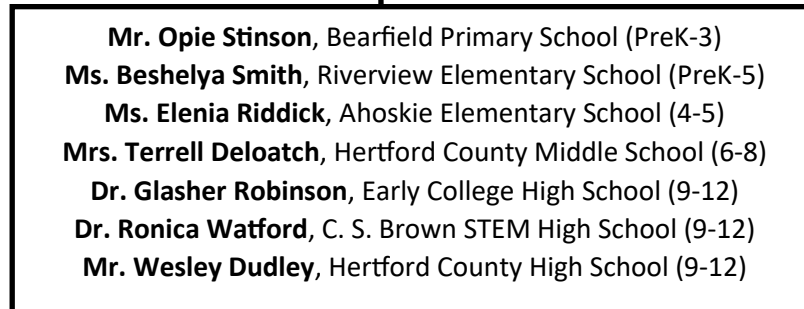 Mr. Opie Stinson, Bearfield Primary School (PreK-3)
Ms. Beshelya Smith, Riverview Elementary School (PreK-5)
Ms. Elenia Riddick, Ahoskie Elementary School (4-5)
Mrs. Terrell Deloatch, Hertford County Middle School (6-8)
Dr. Glasher Robinson, Early College High School (9-12)
Dr. Ronica Watford, C. S. Brown STEM High School (9-12)
Mr. Wesley Dudley, Hertford County High School (9-12)